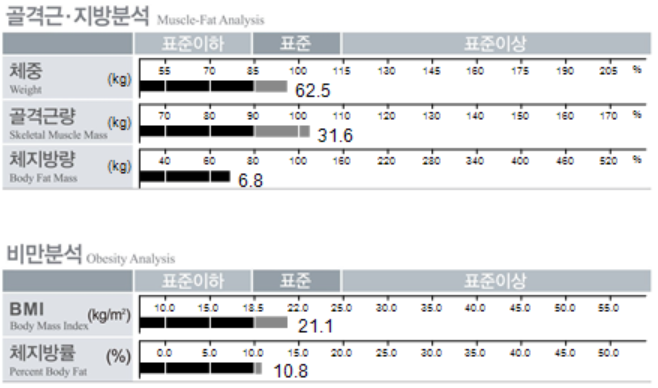 골격근·지방분석 Muscle-Fat Analysis
표준이하 표준 표준이상
체중 (kg) 55 70 85 100 115 130 145 160 175 190 205 %
Weight 62.5
골격근량 (kg) 70 80 90 100 110 120 130 140 150 160 170 %
Skeletal Muscle Mass 31.6
체지방량 (kg) 40 60 80 100 160 220 280 340 400 460 520 %
Body Fat Mass 6.8
비만분석 Obesity Analysis
표준이하 표준 표준이상
BMI (kg/m²) 10.0 15.0 18.5 22.0 25.0 30.0 35.0 40.0 45.0 50.0 55.0
Body Mass Index 21.1
체지방률 (%) 0.0 5.0 10.0 15.0 20.0 25.0 30.0 35.0 40.0 45.0 50.0
Percent Body Fat 10.8